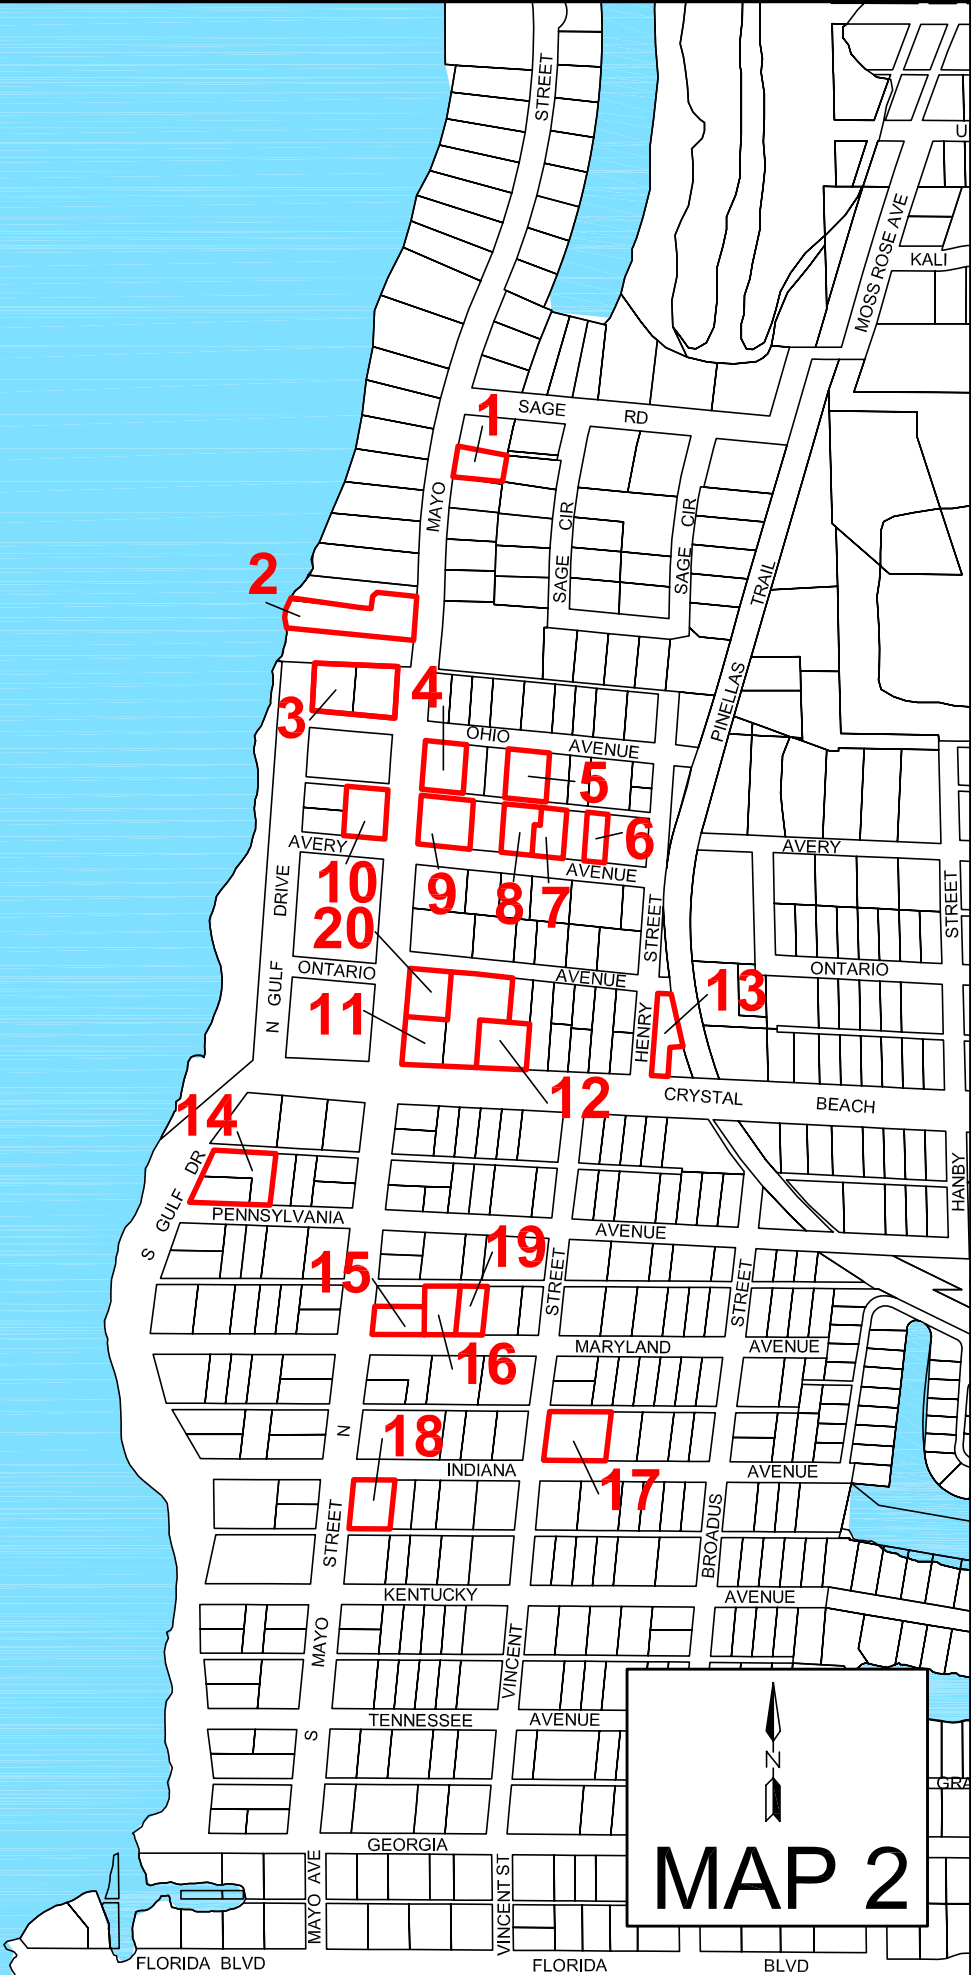 STREET
U
MOSS ROSE AVE
KALI
SAGE RD
1
MAYO
SAGE CIR
SAGE CIR
TRAIL
2
PINELLAS
3
4
OHIO AVENUE
5
6
AVERY AVENUE
AVERY
10
9
8
7
DRIVE
STREET
STREET
20
ONTARIO AVENUE
ONTARIO
N GULF
11
13
HENRY
12
CRYSTAL BEACH
14
S GULF DR
HANBY
PENNSYLVANIA AVENUE
19
15
STREET
STREET
MARYLAND AVENUE
16
N
18
INDIANA AVENUE
17
STREET
BROADUS
KENTUCKY AVENUE
MAYO
VINCENT
S
TENNESSEE AVENUE
N
GRA
GEORGIA
MAYO AVE
VINCENT ST
MAP 2
FLORIDA BLVD
FLORIDA BLVD